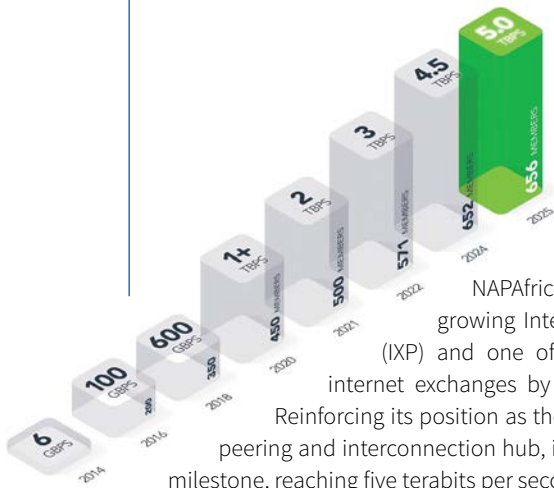 5.0
TBPS
656 MEMBERS
2025
4.5
TBPS
652 MEMBERS
2024
3
TBPS
571 MEMBERS
2022
2
TBPS
500 MEMBERS
2021
1+
TBPS
450 MEMBERS
2020
600
GBPS
350
2018
100
GBPS
200
2016
6
GBPS
2014
NAPAfric
growing Inte
(IXP) and one of
internet exchanges by
Reinforcing its position as the
peering and interconnection hub, i
milestone, reaching five terabits per seco